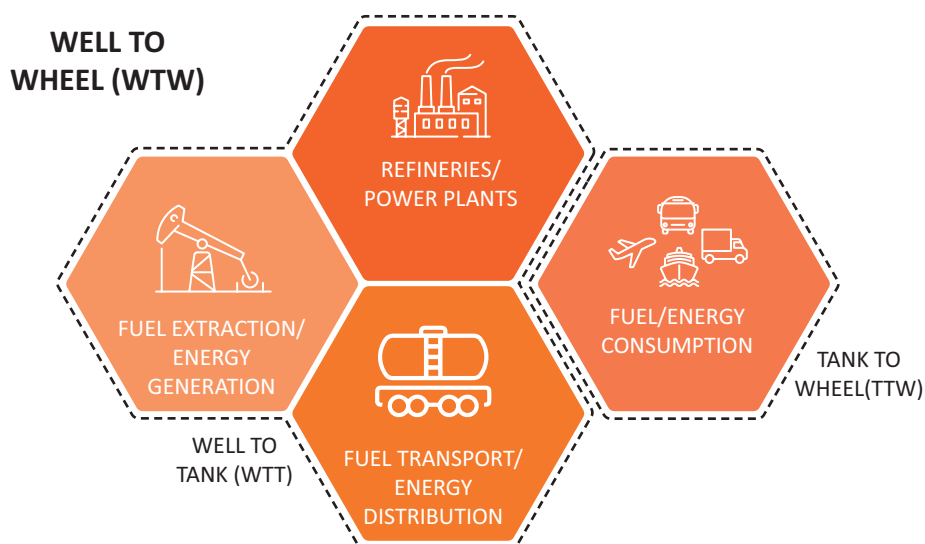 WELL TO
WHEEL (WTW)
REFINERIES/
POWER PLANTS
FUEL EXTRACTION/
ENERGY
GENERATION
FUEL/ENERGY
CONSUMPTION
TANK TO
WHEEL(TTW)
WELL TO
TANK (WTT)
FUEL TRANSPORT/
ENERGY
DISTRIBUTION